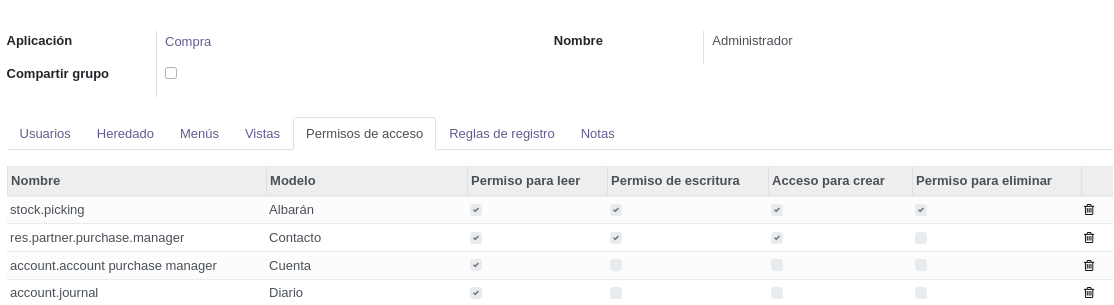 Aplicación Compra Nombre Administrador
Compartir grupo
Usuarios Heredado Menús Vistas Permisos de acceso Reglas de registro Notas
Nombre Modelo Permiso para leer Permiso de escritura Acceso para crear Permiso para eliminar
stock.picking Albarán
res.partner.purchase.manager Contacto
account.account purchase manager Cuenta
account.journal Diario